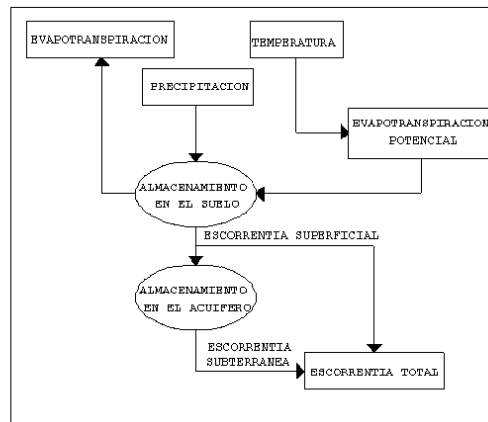 EVAPOTRANSPIRACION
TEMPERATURA
PRECIPITACION
EVAPOTRANSPIRACION
POTENCIAL
ALMACENAMIENTO
EN EL SUELO
ESCORRENTIA SUPERFICIAL
ALMACENAMIENTO
EN EL ACUIFERO
ESCORRENTIA
SUBTERRANEA
ESCORRENTIA TOTAL